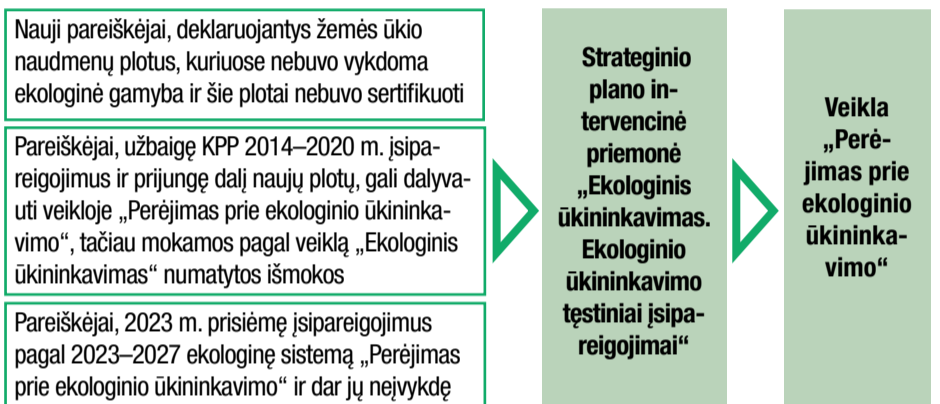 Nauji pareiškėjai, deklaruojantys žemės ūkio
naudmenų plotus, kuriuose nebuvo vykdoma
ekologinė gamyba ir šie plotai nebuvo sertifikuoti
Pareiškėjai, užbaigę KPP 2014–2020 m. įsipa-
reigojimus ir prijungę dalį naujų plotų, gali dalyva-
uti veikloje „Perėjimas prie ekologinio ūkininka-
vimo“, tačiau mokamos pagal veiklą „Ekologinis
ūkininkavimas“ numatytos išmokos
Pareiškėjai, 2023 m. prisiėmę įsipareigojimus
pagal 2023–2027 ekologinę sistemą „Perėjimas
prie ekologinio ūkininkavimo“ ir dar jų neįvykdę
Strateginio
plano in-
tervencinė
priemonė
„Ekologinis
ūkininkavimas.
Ekologinio
ūkininkavimo
tęstiniai įsipa-
reigojimai“
Veikla
„Perė-
jimas prie
ekologinio
ūkininka-
vimo“